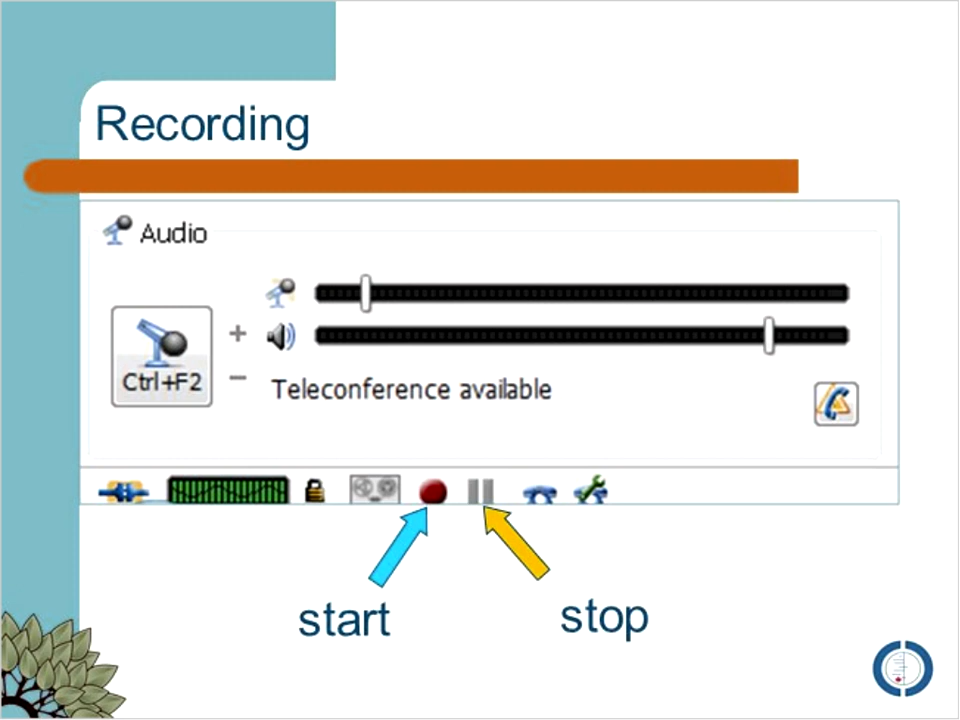 Recording
Audio
Ctrl+F2
Teleconference available
start
stop